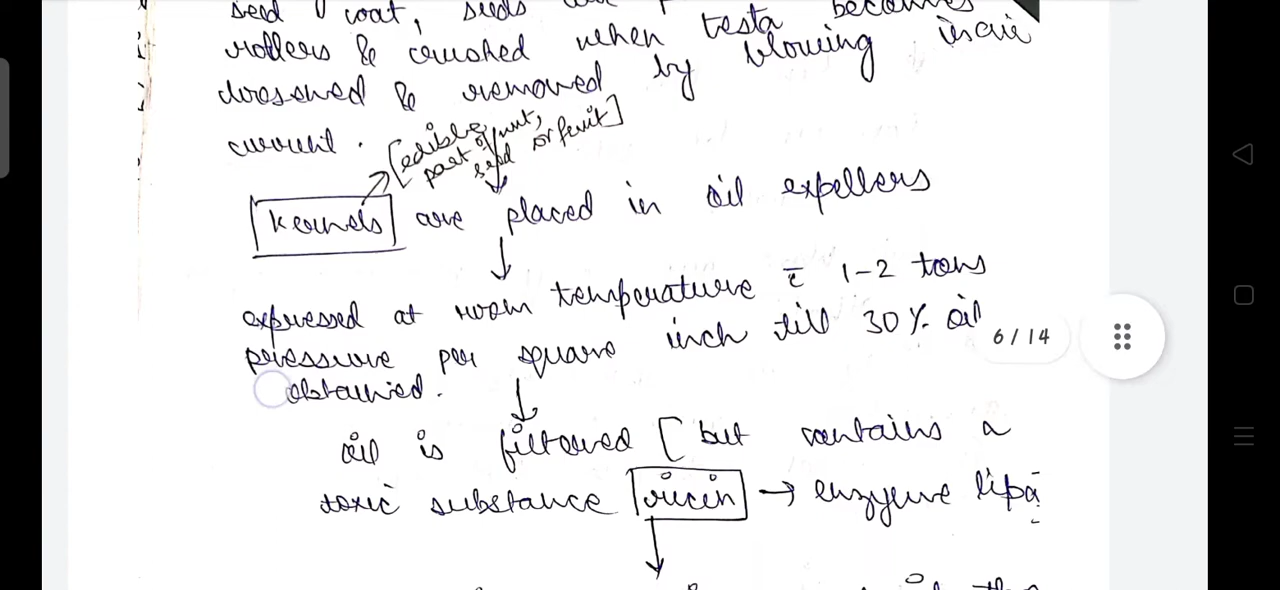 seed coat, seeds
rollers & crushed when testa becomes
dressned & removed by blowing in air
current.
[edible part of nut, seed or fruit]
Kernels are placed in oil expellers
↓
expressed at room temperature c̄ 1-2 tons
pressure per square inch till 30% oil
obtained.
↓
oil is filtered [but contains a
toxic substance ricin → enzyme lipa
6 / 14